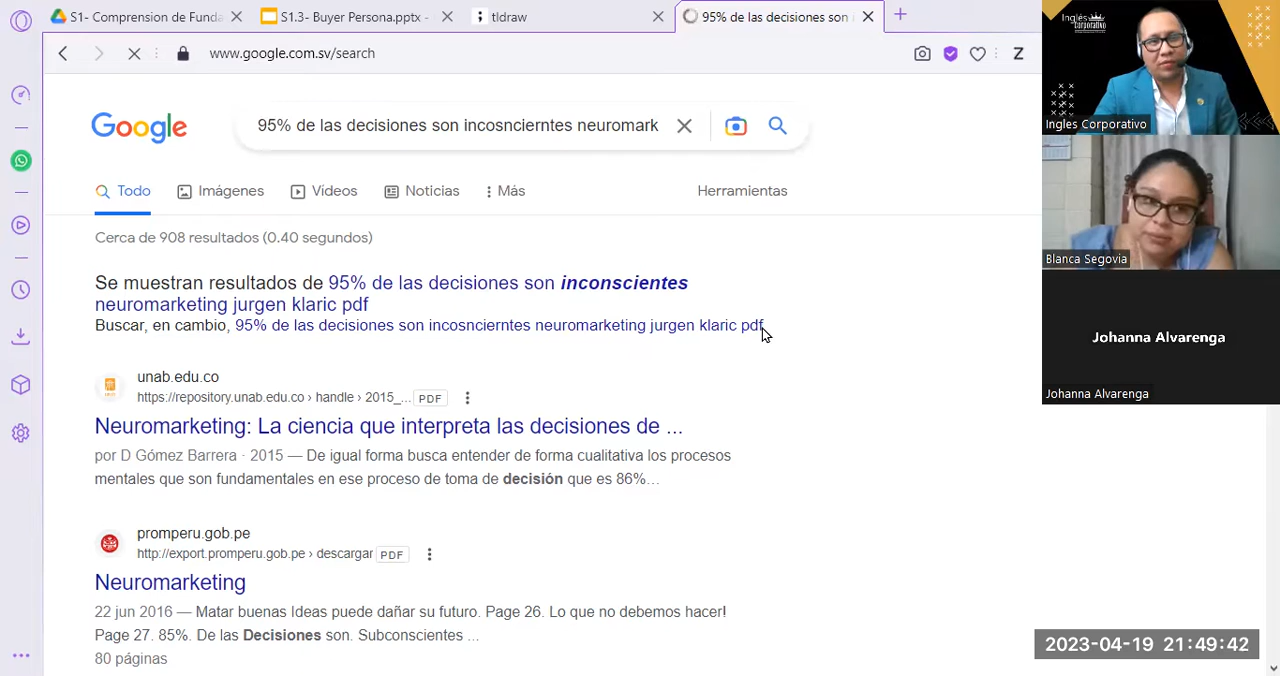 S1- Comprension de Funda
S1.3- Buyer Persona.pptx -
tldraw
95% de las decisiones son i
www.google.com.sv/search
Z
Google
95% de las decisiones son incosncierntes neuromark
Todo
Imágenes
Videos
Noticias
Más
Herramientas
Cerca de 908 resultados (0.40 segundos)
Se muestran resultados de 95% de las decisiones son inconscientes
neuromarketing jurgen klaric pdf
Buscar, en cambio, 95% de las decisiones son incosncierntes neuromarketing jurgen klaric pdf
unab.edu.co
https://repository.unab.edu.co › handle › 2015_... PDF
Neuromarketing: La ciencia que interpreta las decisiones de ...
por D Gómez Barrera · 2015 — De igual forma busca entender de forma cualitativa los procesos
mentales que son fundamentales en ese proceso de toma de decisión que es 86%...
promperu.gob.pe
http://export.promperu.gob.pe › descargar PDF
Neuromarketing
22 jun 2016 — Matar buenas Ideas puede dañar su futuro. Page 26. Lo que no debemos hacer!
Page 27. 85%. De las Decisiones son. Subconscientes ...
80 páginas
Inglés
Corporativo
Ingles Corporativo
Blanca Segovia
Johanna Alvarenga
Johanna Alvarenga
2023-04-19 21:49:42